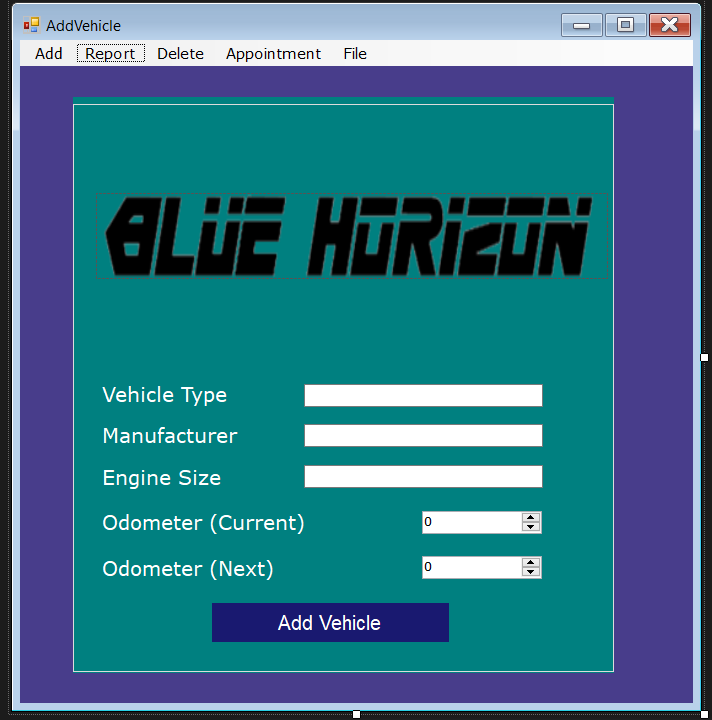 AddVehicle
Add Report Delete Appointment File
BLUE HORIZON
Vehicle Type
Manufacturer
Engine Size
Odometer (Current) 0
Odometer (Next) 0
Add Vehicle